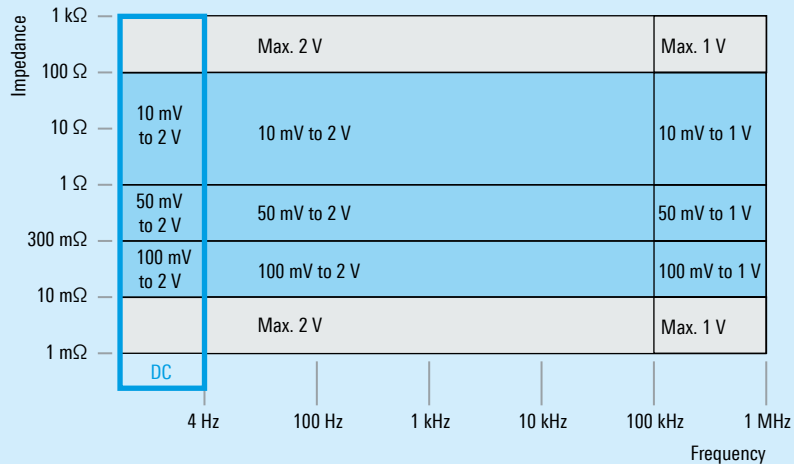 Impedance
1 kΩ
Max. 2 V
Max. 1 V
100 Ω
10 mV
to 2 V
10 Ω
10 mV to 2 V
10 mV to 1 V
1 Ω
50 mV
to 2 V
50 mV to 2 V
50 mV to 1 V
300 mΩ
100 mV
to 2 V
100 mV to 2 V
100 mV to 1 V
10 mΩ
Max. 2 V
Max. 1 V
1 mΩ
DC
4 Hz
100 Hz
1 kHz
10 kHz
100 kHz
1 MHz
Frequency